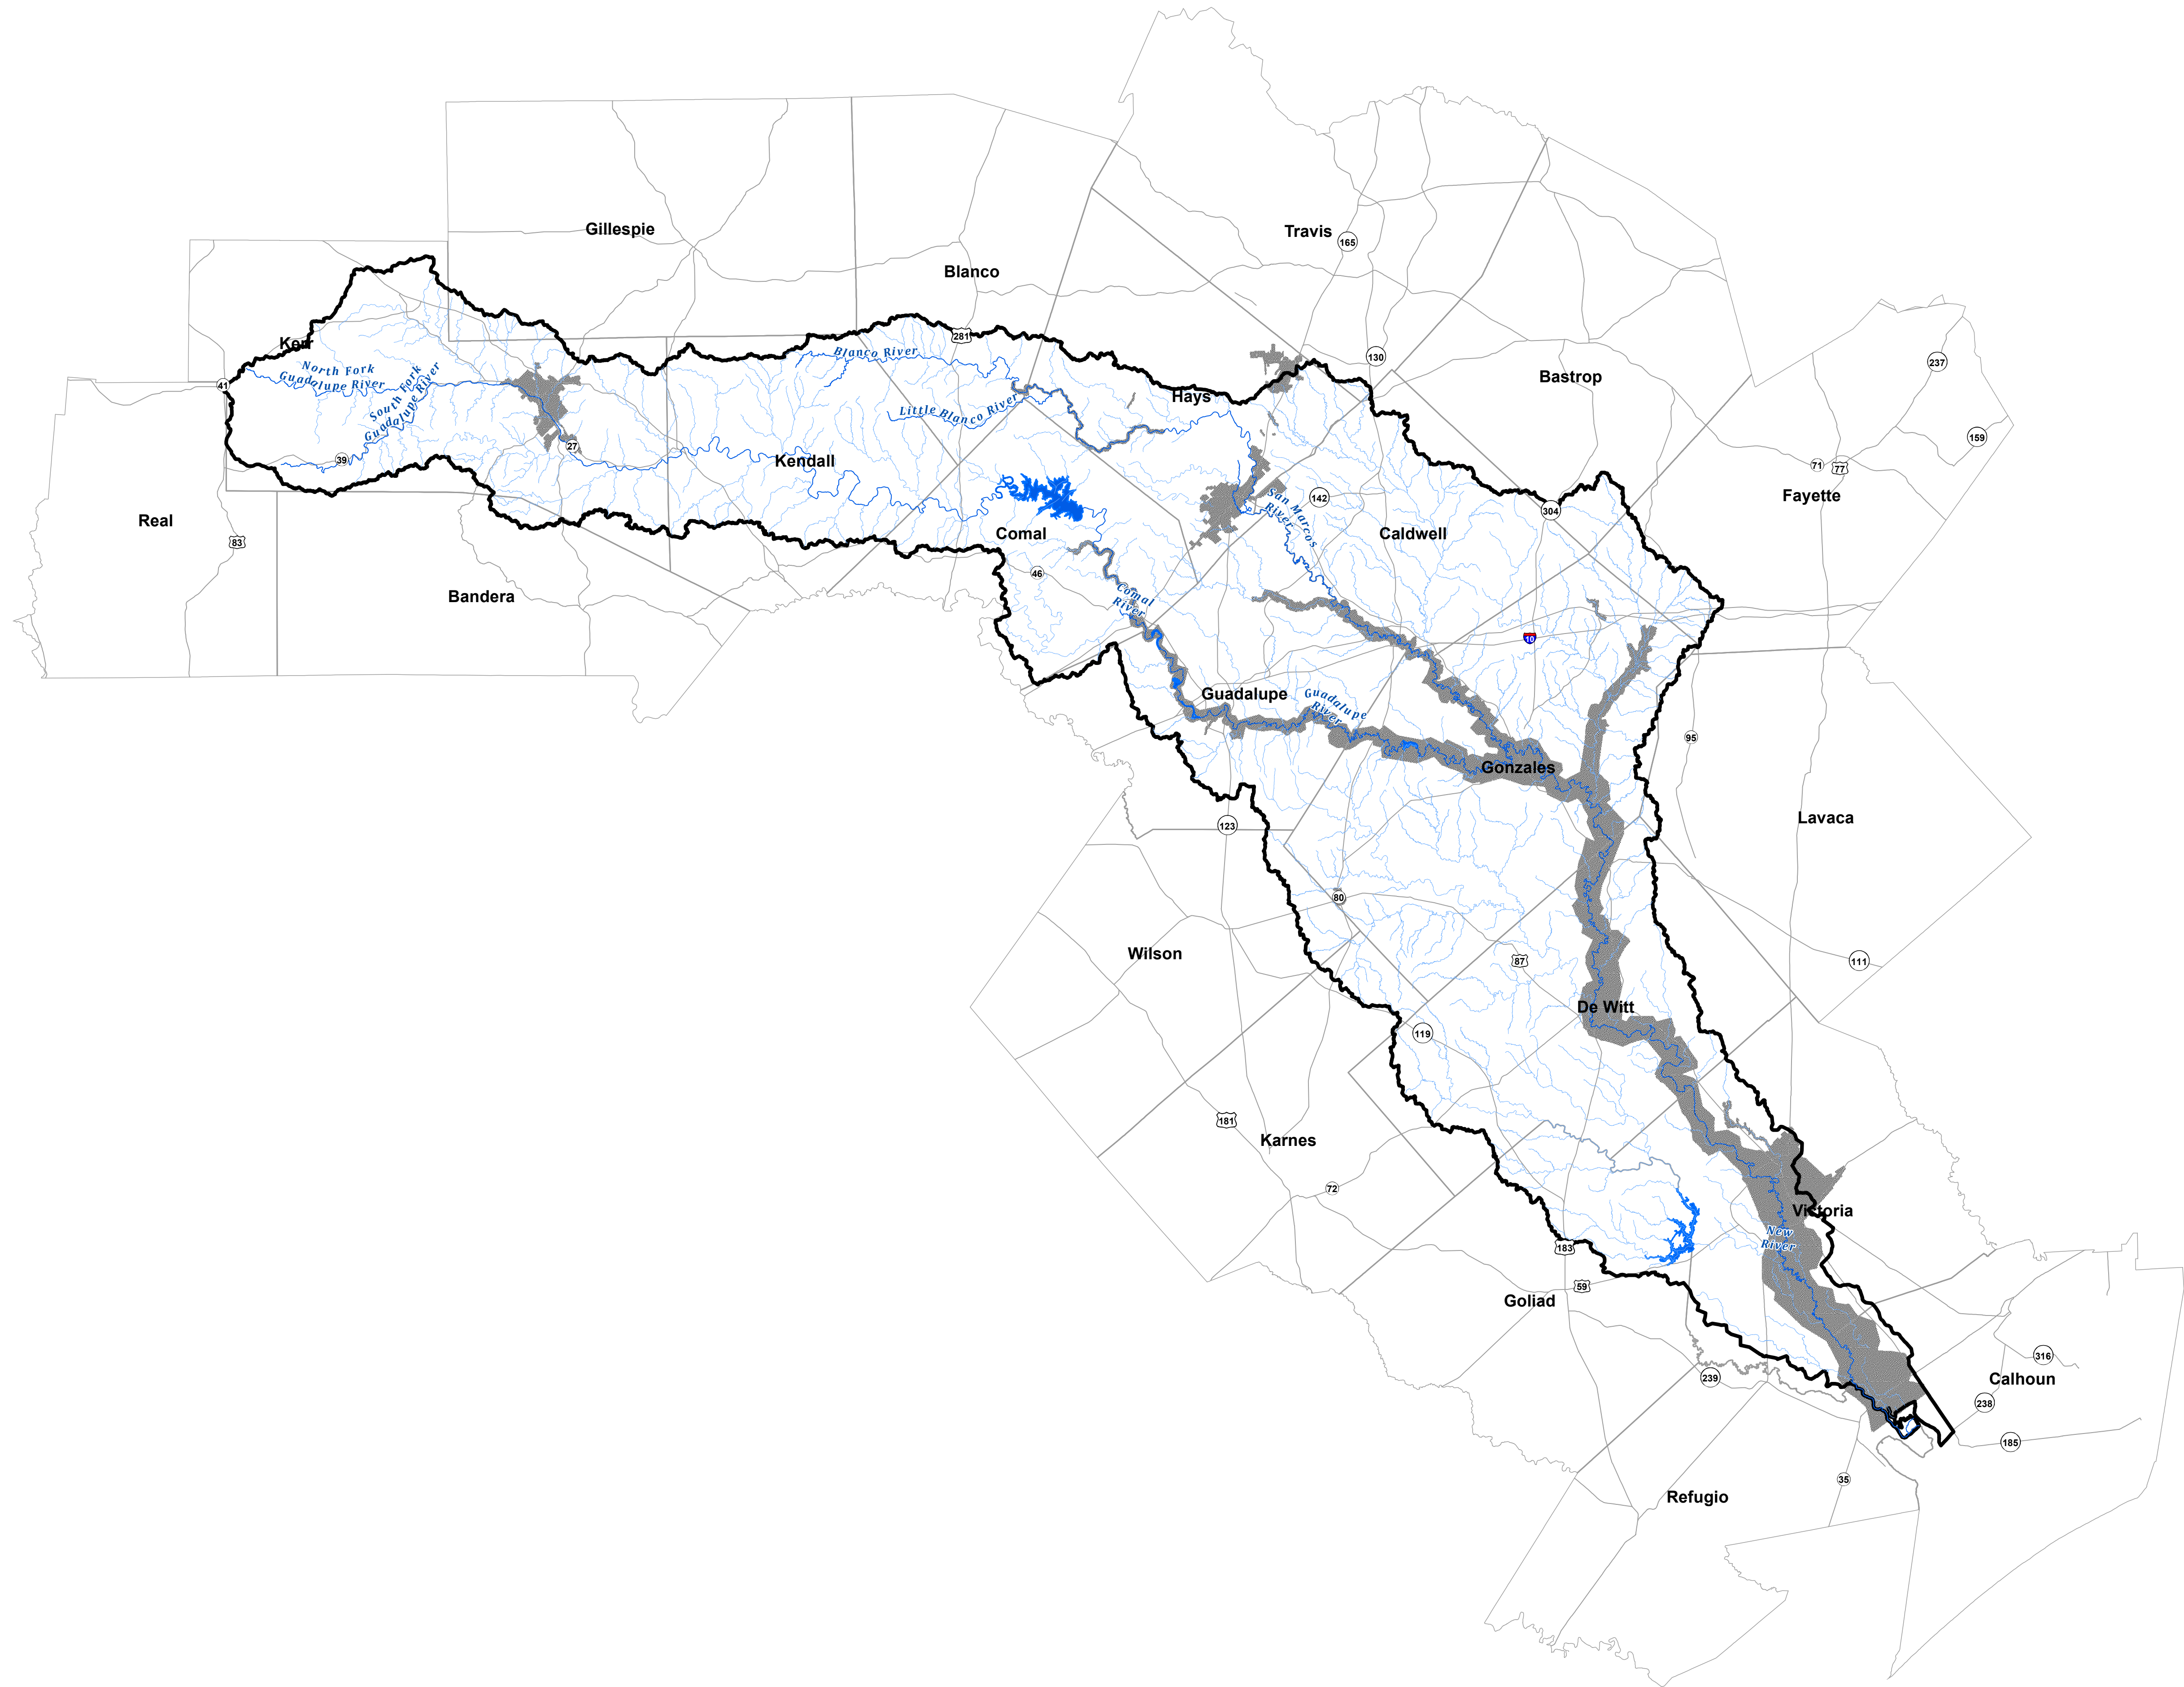 Gillespie
Travis
165
Blanco
281
Kerr
North Fork
Guadalupe River
South Fork
Guadalupe River
41
39
27
Blanco River
Little Blanco River
Hays
130
Bastrop
237
159
71
77
Fayette
Kendall
Real
83
Bandera
Comal
46
Comal
River
San Marcos
River
142
Caldwell
304
10
Guadalupe
Guadalupe
River
Gonzales
95
Lavaca
123
80
Wilson
87
111
De Witt
119
181
Karnes
72
Victoria
New
River
183
59
Goliad
239
316
Calhoun
238
185
35
Refugio